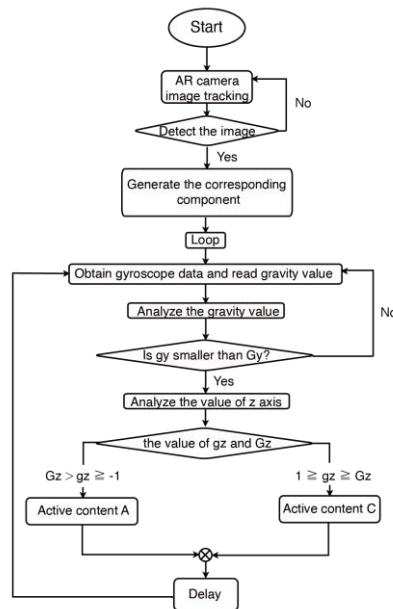 Start
AR camera
image tracking
No
Detect the image
Yes
Generate the corresponding
component
Loop
Obtain gyroscope data and read gravity value
Analyze the gravity value
No
Is gy smaller than Gy?
Yes
Analyze the value of z axis
the value of gz and Gz
Gz > gz ≧ -1
1 ≧ gz ≧ Gz
Active content A
Active content C
Delay